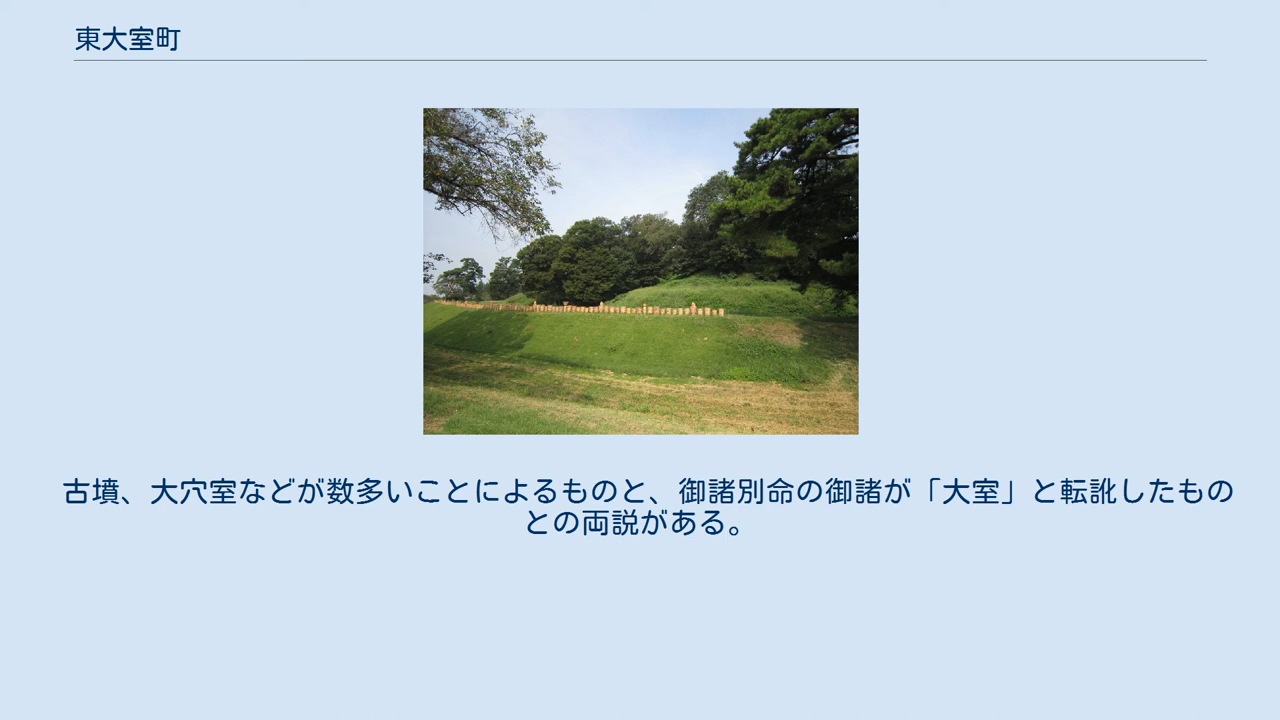 東大室町
古墳、大穴室などが数多いことによるものと、御諸別命の御諸が「大室」と転訛したもの
との両説がある。